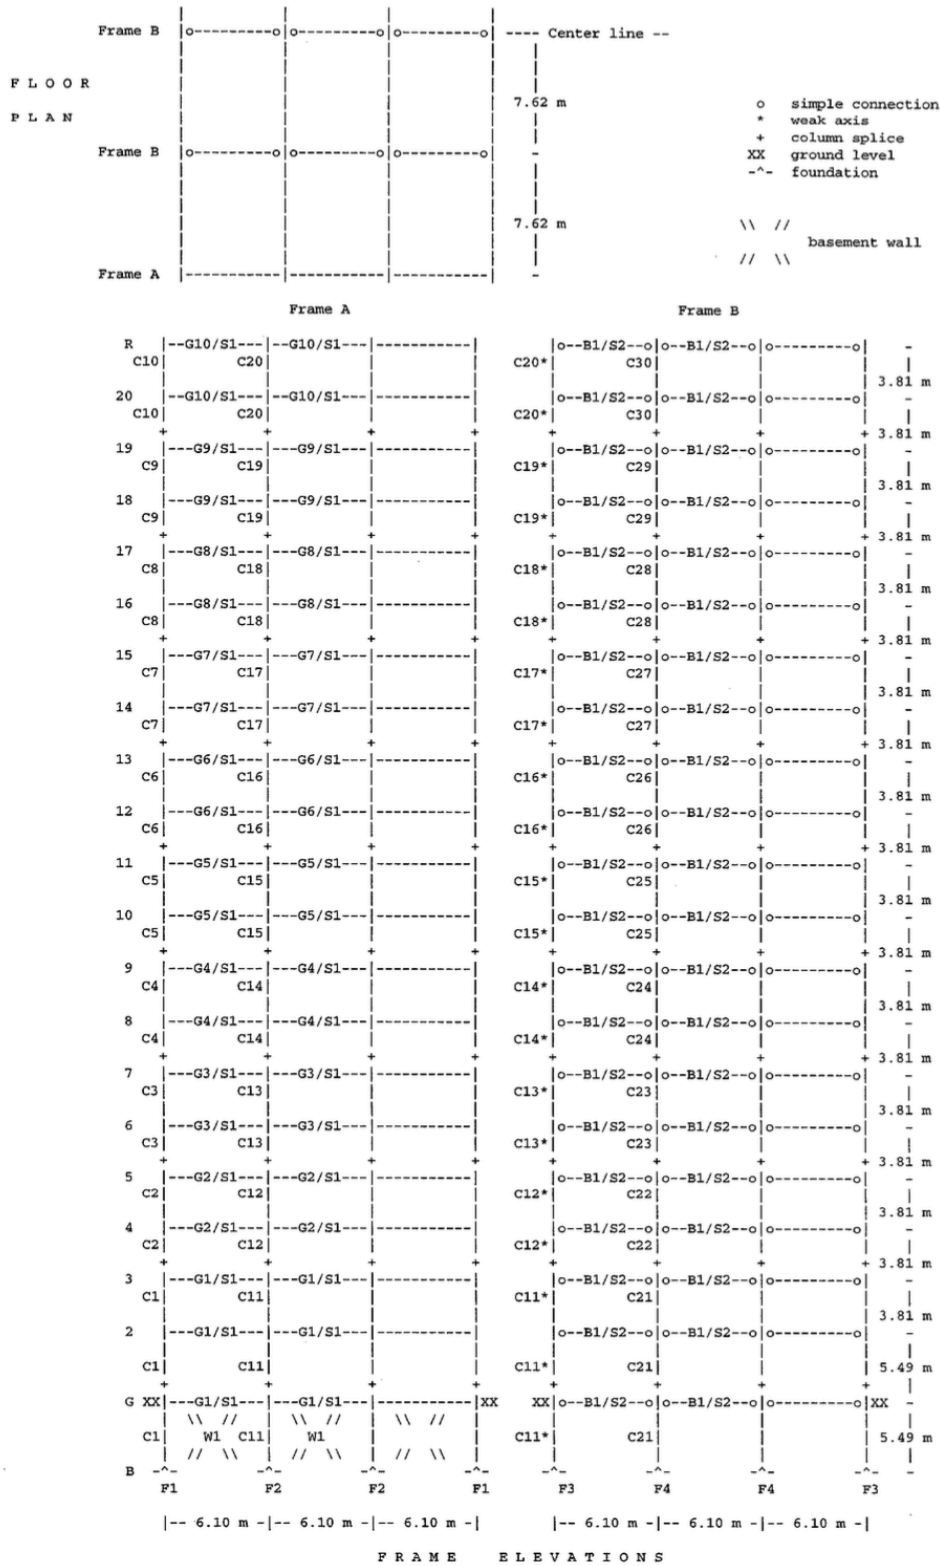 Frame B |o---------o|o---------o|o---------o| ---- Center line --
F L O O R
7.62 m
o simple connection
P L A N
* weak axis
+ column splice
Frame B |o---------o|o---------o|o---------o| -
XX ground level
-^- foundation
7.62 m \\ //
basement wall
// \\
Frame A |-----------|-----------|-----------| -
Frame A Frame B
R |--G10/S1---|--G10/S1---|-----------| |o--B1/S2--o|o--B1/S2--o|o---------o| -
C10| C20| C20*| C30|
3.81 m
20 |--G10/S1---|--G10/S1---|-----------| |o--B1/S2--o|o--B1/S2--o|o---------o| -
C10| C20| C20*| C30|
+ + + + + + + + 3.81 m
19 |---G9/S1---|---G9/S1---|-----------| |o--B1/S2--o|o--B1/S2--o|o---------o| -
C9| C19| C19*| C29|
3.81 m
18 |---G9/S1---|---G9/S1---|-----------| |o--B1/S2--o|o--B1/S2--o|o---------o| -
C9| C19| C19*| C29|
+ + + + + + + + 3.81 m
17 |---G8/S1---|---G8/S1---|-----------| |o--B1/S2--o|o--B1/S2--o|o---------o| -
C8| C18| C18*| C28|
3.81 m
16 |---G8/S1---|---G8/S1---|-----------| |o--B1/S2--o|o--B1/S2--o|o---------o| -
C8| C18| C18*| C28|
+ + + + + + + + 3.81 m
15 |---G7/S1---|---G7/S1---|-----------| |o--B1/S2--o|o--B1/S2--o|o---------o| -
C7| C17| C17*| C27|
3.81 m
14 |---G7/S1---|---G7/S1---|-----------| |o--B1/S2--o|o--B1/S2--o|o---------o| -
C7| C17| C17*| C27|
+ + + + + + + + 3.81 m
13 |---G6/S1---|---G6/S1---|-----------| |o--B1/S2--o|o--B1/S2--o|o---------o| -
C6| C16| C16*| C26|
3.81 m
12 |---G6/S1---|---G6/S1---|-----------| |o--B1/S2--o|o--B1/S2--o|o---------o| -
C6| C16| C16*| C26|
+ + + + + + + + 3.81 m
11 |---G5/S1---|---G5/S1---|-----------| |o--B1/S2--o|o--B1/S2--o|o---------o| -
C5| C15| C15*| C25|
3.81 m
10 |---G5/S1---|---G5/S1---|-----------| |o--B1/S2--o|o--B1/S2--o|o---------o| -
C5| C15| C15*| C25|
+ + + + + + + + 3.81 m
9 |---G4/S1---|---G4/S1---|-----------| |o--B1/S2--o|o--B1/S2--o|o---------o| -
C4| C14| C14*| C24|
3.81 m
8 |---G4/S1---|---G4/S1---|-----------| |o--B1/S2--o|o--B1/S2--o|o---------o| -
C4| C14| C14*| C24|
+ + + + + + + + 3.81 m
7 |---G3/S1---|---G3/S1---|-----------| |o--B1/S2--o|o--B1/S2--o|o---------o| -
C3| C13| C13*| C23|
3.81 m
6 |---G3/S1---|---G3/S1---|-----------| |o--B1/S2--o|o--B1/S2--o|o---------o| -
C3| C13| C13*| C23|
+ + + + + + + + 3.81 m
5 |---G2/S1---|---G2/S1---|-----------| |o--B1/S2--o|o--B1/S2--o|o---------o| -
C2| C12| C12*| C22|
3.81 m
4 |---G2/S1---|---G2/S1---|-----------| |o--B1/S2--o|o--B1/S2--o|o---------o| -
C2| C12| C12*| C22|
+ + + + + + + + 3.81 m
3 |---G1/S1---|---G1/S1---|-----------| |o--B1/S2--o|o--B1/S2--o|o---------o| -
C1| C11| C11*| C21|
3.81 m
2 |---G1/S1---|---G1/S1---|-----------| |o--B1/S2--o|o--B1/S2--o|o---------o| -
C1| C11| C11*| C21| 5.49 m
+ + + + + + + +
G XX|---G1/S1---|---G1/S1---|-----------|XX XX|o--B1/S2--o|o--B1/S2--o|o---------o|XX -
\\ // \\ // \\ //
C1| W1 C11| W1 C11*| C21| 5.49 m
// \\ // \\ // \\
B -^- -^- -^- -^- -^- -^- -^- -^- -
F1 F2 F2 F1 F3 F4 F4 F3
|-- 6.10 m -|-- 6.10 m -|-- 6.10 m -| |-- 6.10 m -|-- 6.10 m -|-- 6.10 m -|
F R A M E E L E V A T I O N S